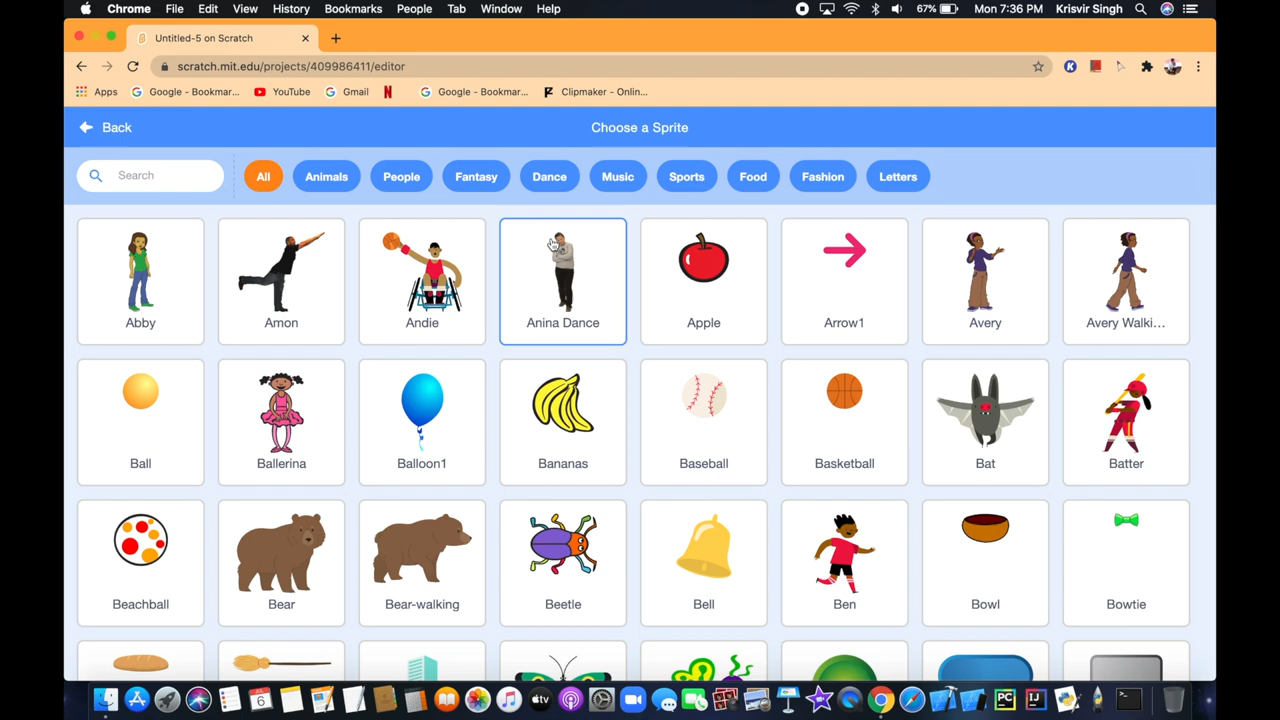 Chrome File Edit View History Bookmarks People Tab Window Help 67% Mon 7:36 PM Krisvir Singh
Untitled-5 on Scratch
scratch.mit.edu/projects/409986411/editor
Apps Google - Bookmar... YouTube Gmail Google - Bookmar... Clipmaker - Onlin...
Back Choose a Sprite
Search All Animals People Fantasy Dance Music Sports Food Fashion Letters
Abby Amon Andie Anina Dance Apple Arrow1 Avery Avery Walki...
Ball Ballerina Balloon1 Bananas Baseball Basketball Bat Batter
Beachball Bear Bear-walking Beetle Bell Ben Bowl Bowtie